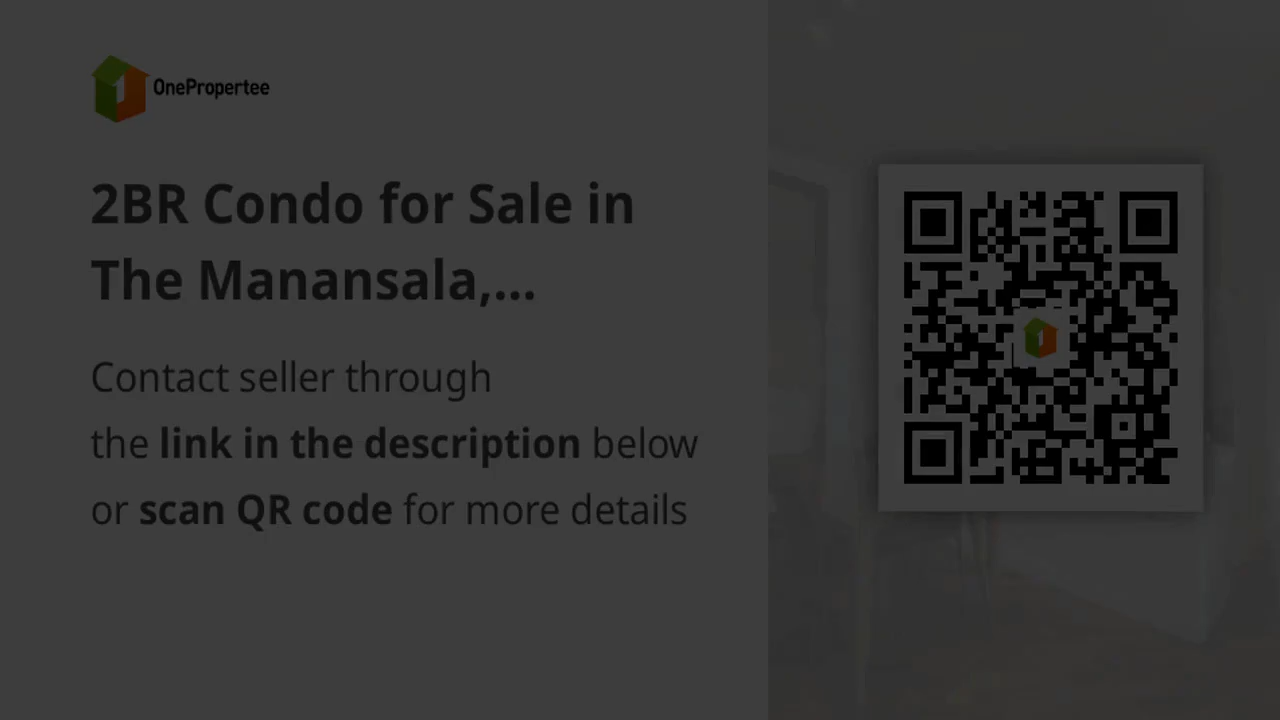 OnePropertee
2BR Condo for Sale in
The Manansala,...
Contact seller through
the link in the description below
or scan QR code for more details